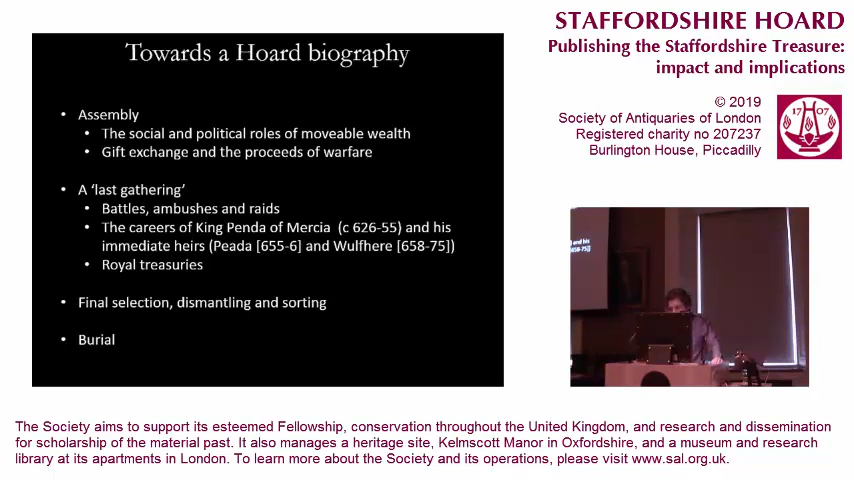 Towards a Hoard biography
• Assembly
• The social and political roles of moveable wealth
• Gift exchange and the proceeds of warfare
• A ‘last gathering’
• Battles, ambushes and raids
• The careers of King Penda of Mercia (c 626-55) and his
immediate heirs (Peada [655-6] and Wulfhere [658-75])
• Royal treasuries
• Final selection, dismantling and sorting
• Burial
STAFFORDSHIRE HOARD
Publishing the Staffordshire Treasure:
impact and implications
© 2019
Society of Antiquaries of London
Registered charity no 207237
Burlington House, Piccadilly
17 07
and his
658-75])
The Society aims to support its esteemed Fellowship, conservation throughout the United Kingdom, and research and dissemination
for scholarship of the material past. It also manages a heritage site, Kelmscott Manor in Oxfordshire, and a museum and research
library at its apartments in London. To learn more about the Society and its operations, please visit www.sal.org.uk.